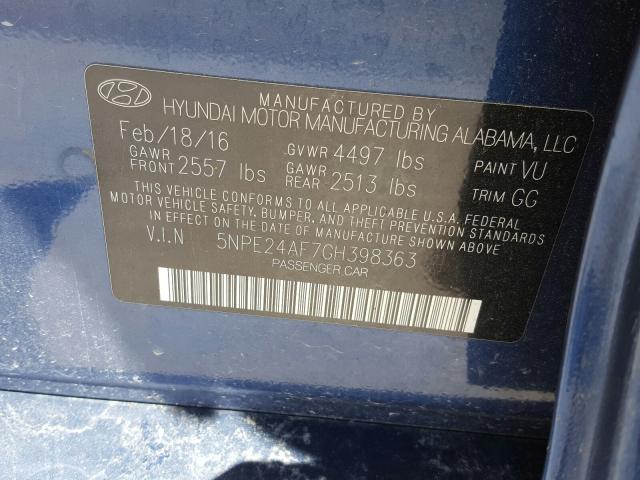 MANUFACTURED BY
HYUNDAI MOTOR MANUFACTURING ALABAMA, LLC
Feb/18/16 GVWR 4497 lbs PAINT VU
GAWR FRONT 2557 lbs GAWR REAR 2513 lbs TRIM GG
THIS VEHICLE CONFORMS TO ALL APPLICABLE U.S.A. FEDERAL
MOTOR VEHICLE SAFETY, BUMPER, AND THEFT PREVENTION STANDARDS
IN EFFECT ON THE DATE OF MANUFACTURE SHOWN ABOVE.
V.I.N 5NPE24AF7GH398363
PASSENGER CAR